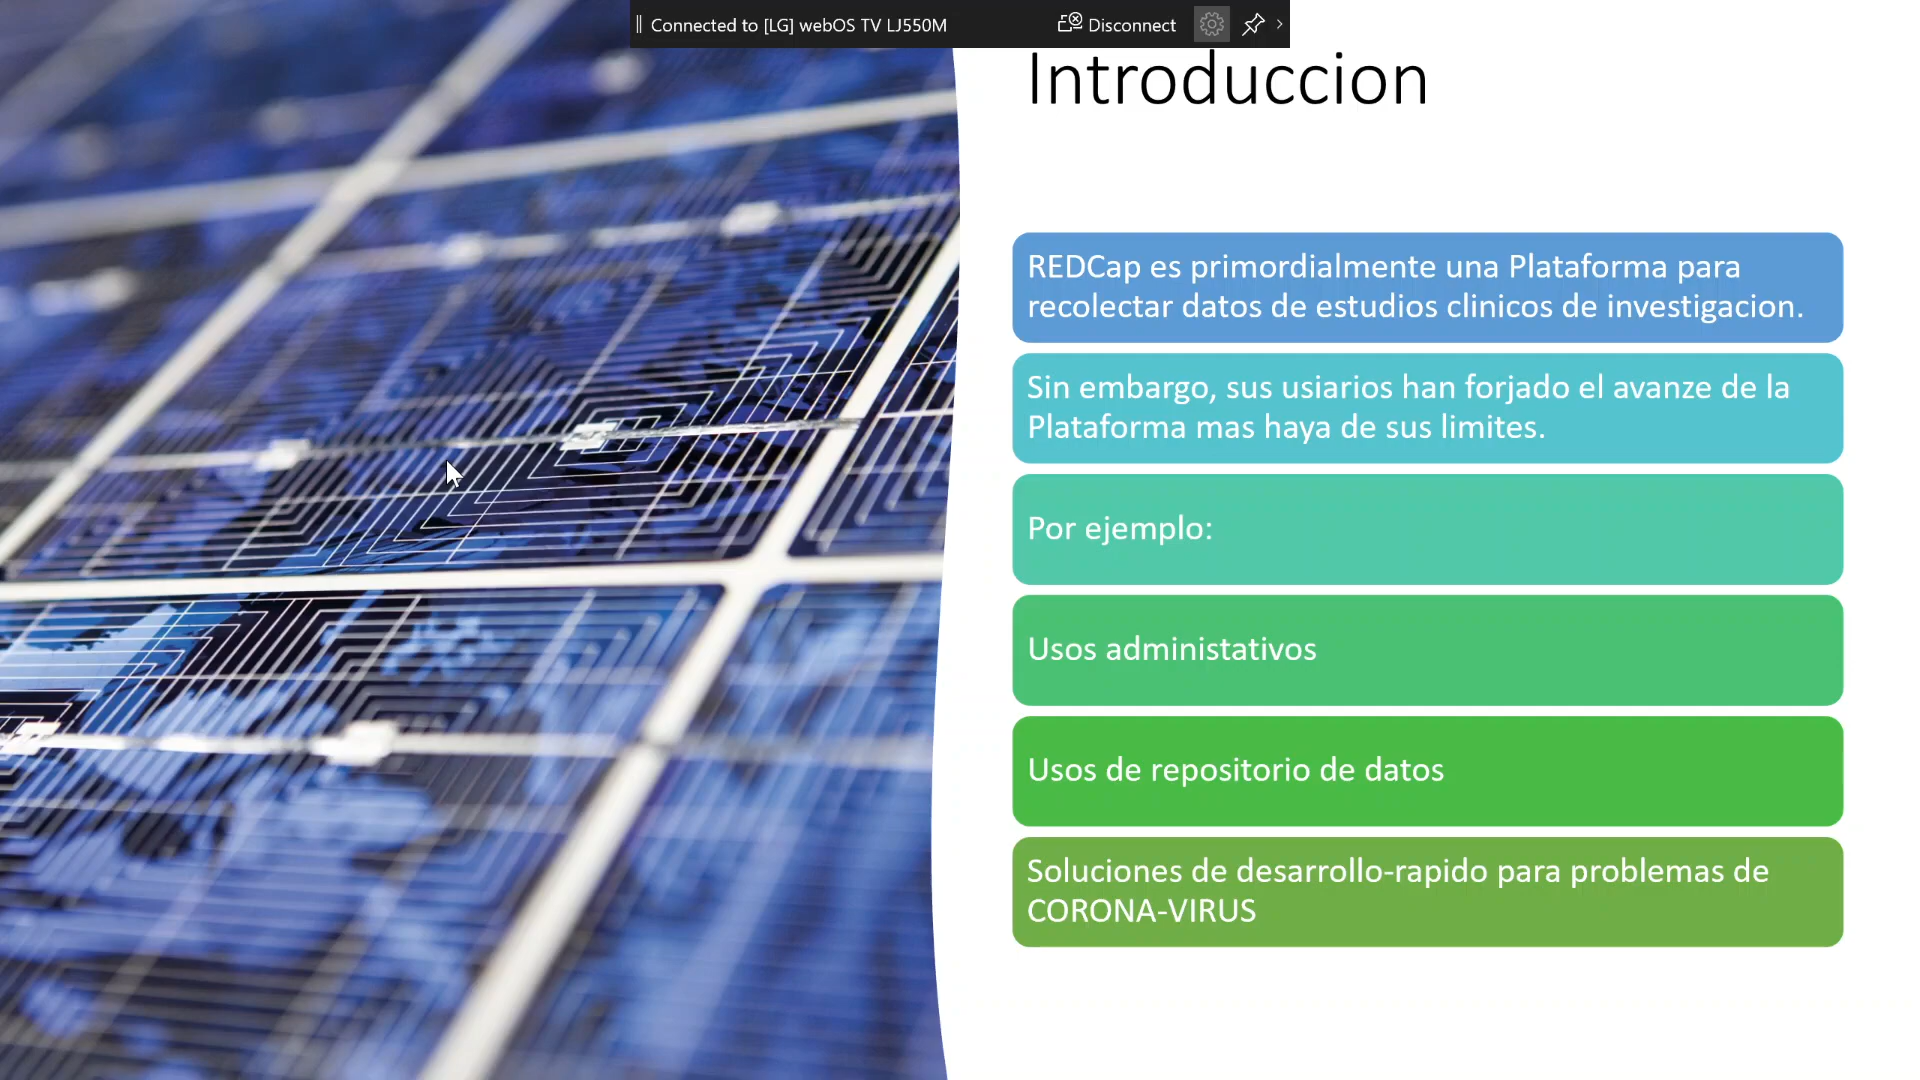 Connected to [LG] webOS TV LJ550M Disconnect
Introduccion
REDCap es primordialmente una Plataforma para
recolectar datos de estudios clinicos de investigacion.
Sin embargo, sus usiarios han forjado el avanze de la
Plataforma mas haya de sus limites.
Por ejemplo:
Usos administativos
Usos de repositorio de datos
Soluciones de desarrollo-rapido para problemas de
CORONA-VIRUS